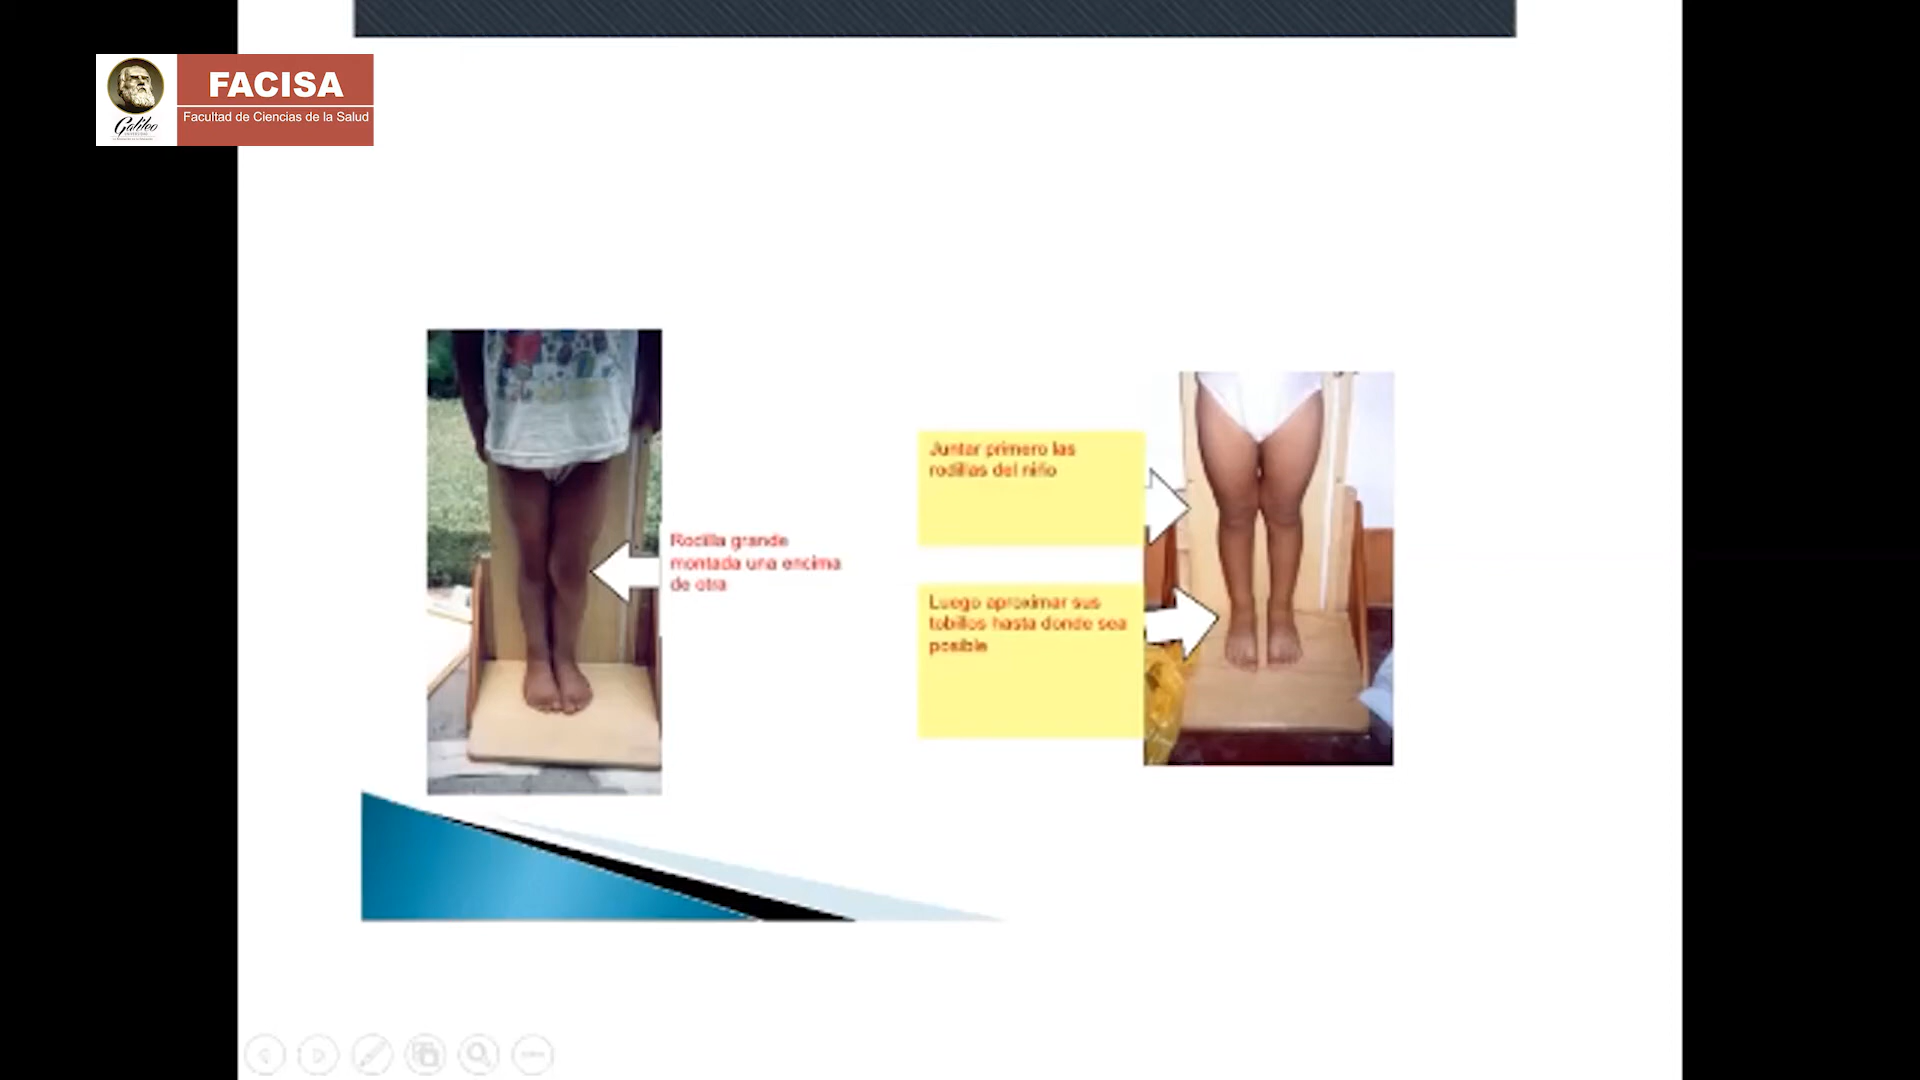 FACISA
Facultad de Ciencias de la Salud
Galileo
Rodilla grande
montada una encima
de otra
Juntar primero las
rodillas del niño
Luego aproximar sus
tobillos hasta donde sea
posible